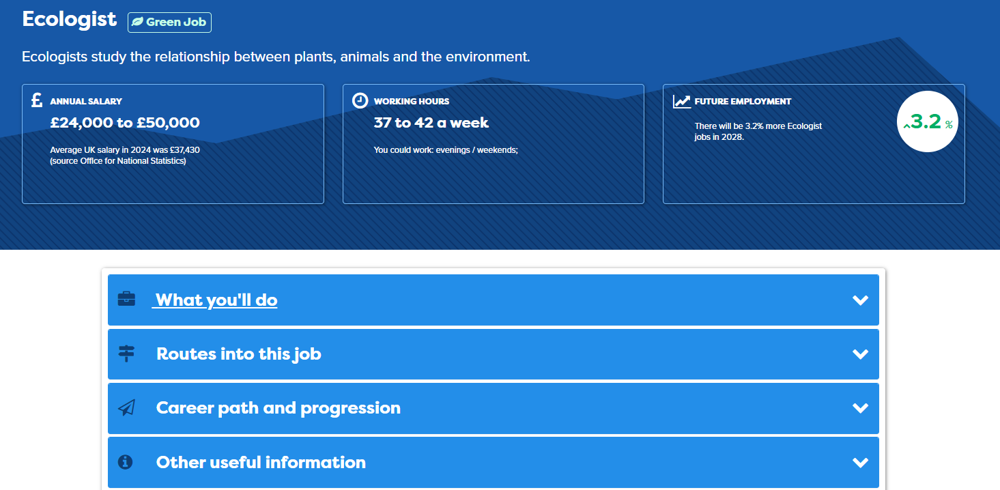 Ecologist
Green Job
Ecologists study the relationship between plants, animals and the environment.
£ ANNUAL SALARY
£24,000 to £50,000
Average UK salary in 2024 was £37,430
(source Office for National Statistics)
WORKING HOURS
37 to 42 a week
You could work: evenings / weekends;
FUTURE EMPLOYMENT
There will be 3.2% more Ecologist
jobs in 2028.
3.2 %
What you'll do
Routes into this job
Career path and progression
Other useful information